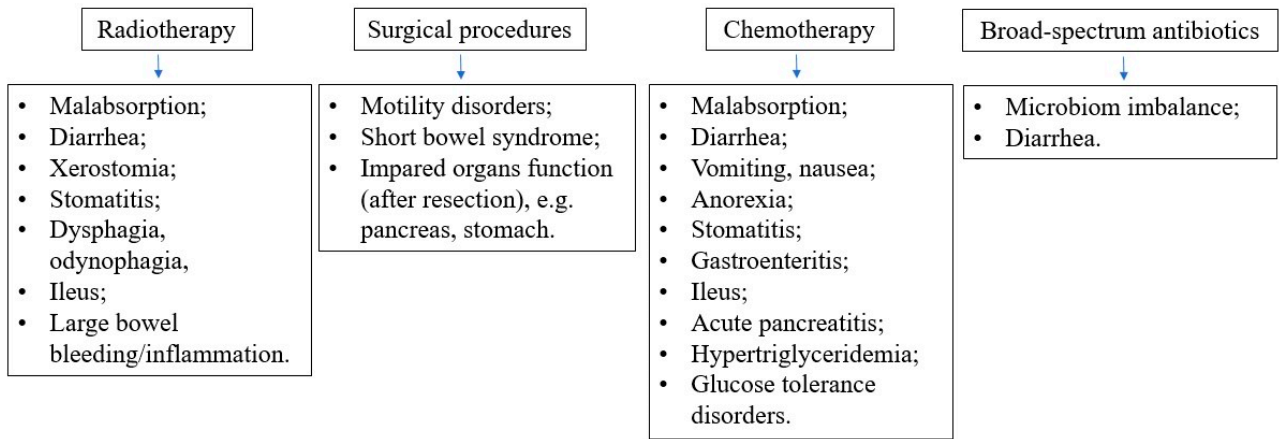 Radiotherapy
• Malabsorption;
• Diarrhea;
• Xerostomia;
• Stomatitis;
• Dysphagia,
odynophagia,
• Ileus;
• Large bowel
bleeding/inflammation.
Surgical procedures
• Motility disorders;
• Short bowel syndrome;
• Impared organs function
(after resection), e.g.
pancreas, stomach.
Chemotherapy
• Malabsorption;
• Diarrhea;
• Vomiting, nausea;
• Anorexia;
• Stomatitis;
• Gastroenteritis;
• Ileus;
• Acute pancreatitis;
• Hypertriglyceridemia;
• Glucose tolerance
disorders.
Broad-spectrum antibiotics
• Microbiom imbalance;
• Diarrhea.